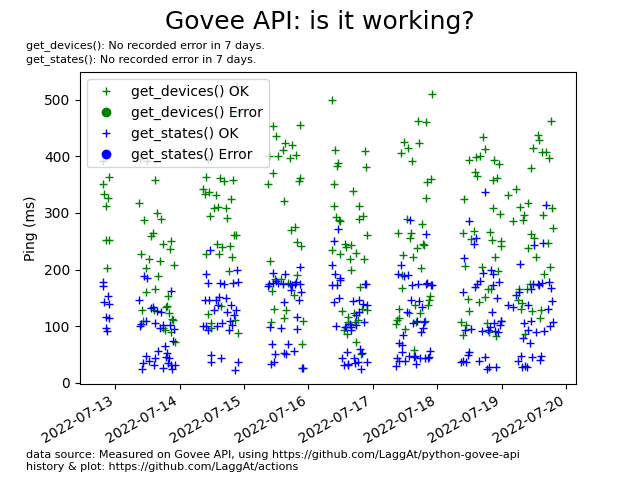 Govee API: is it working?
get_devices(): No recorded error in 7 days.
get_states(): No recorded error in 7 days.
get_devices() OK
get_devices() Error
get_states() OK
get_states() Error
Ping (ms)
500
400
300
200
100
0
2022-07-13
2022-07-14
2022-07-15
2022-07-16
2022-07-17
2022-07-18
2022-07-19
2022-07-20
data source: Measured on Govee API, using https://github.com/LaggAt/python-govee-api
history & plot: https://github.com/LaggAt/actions